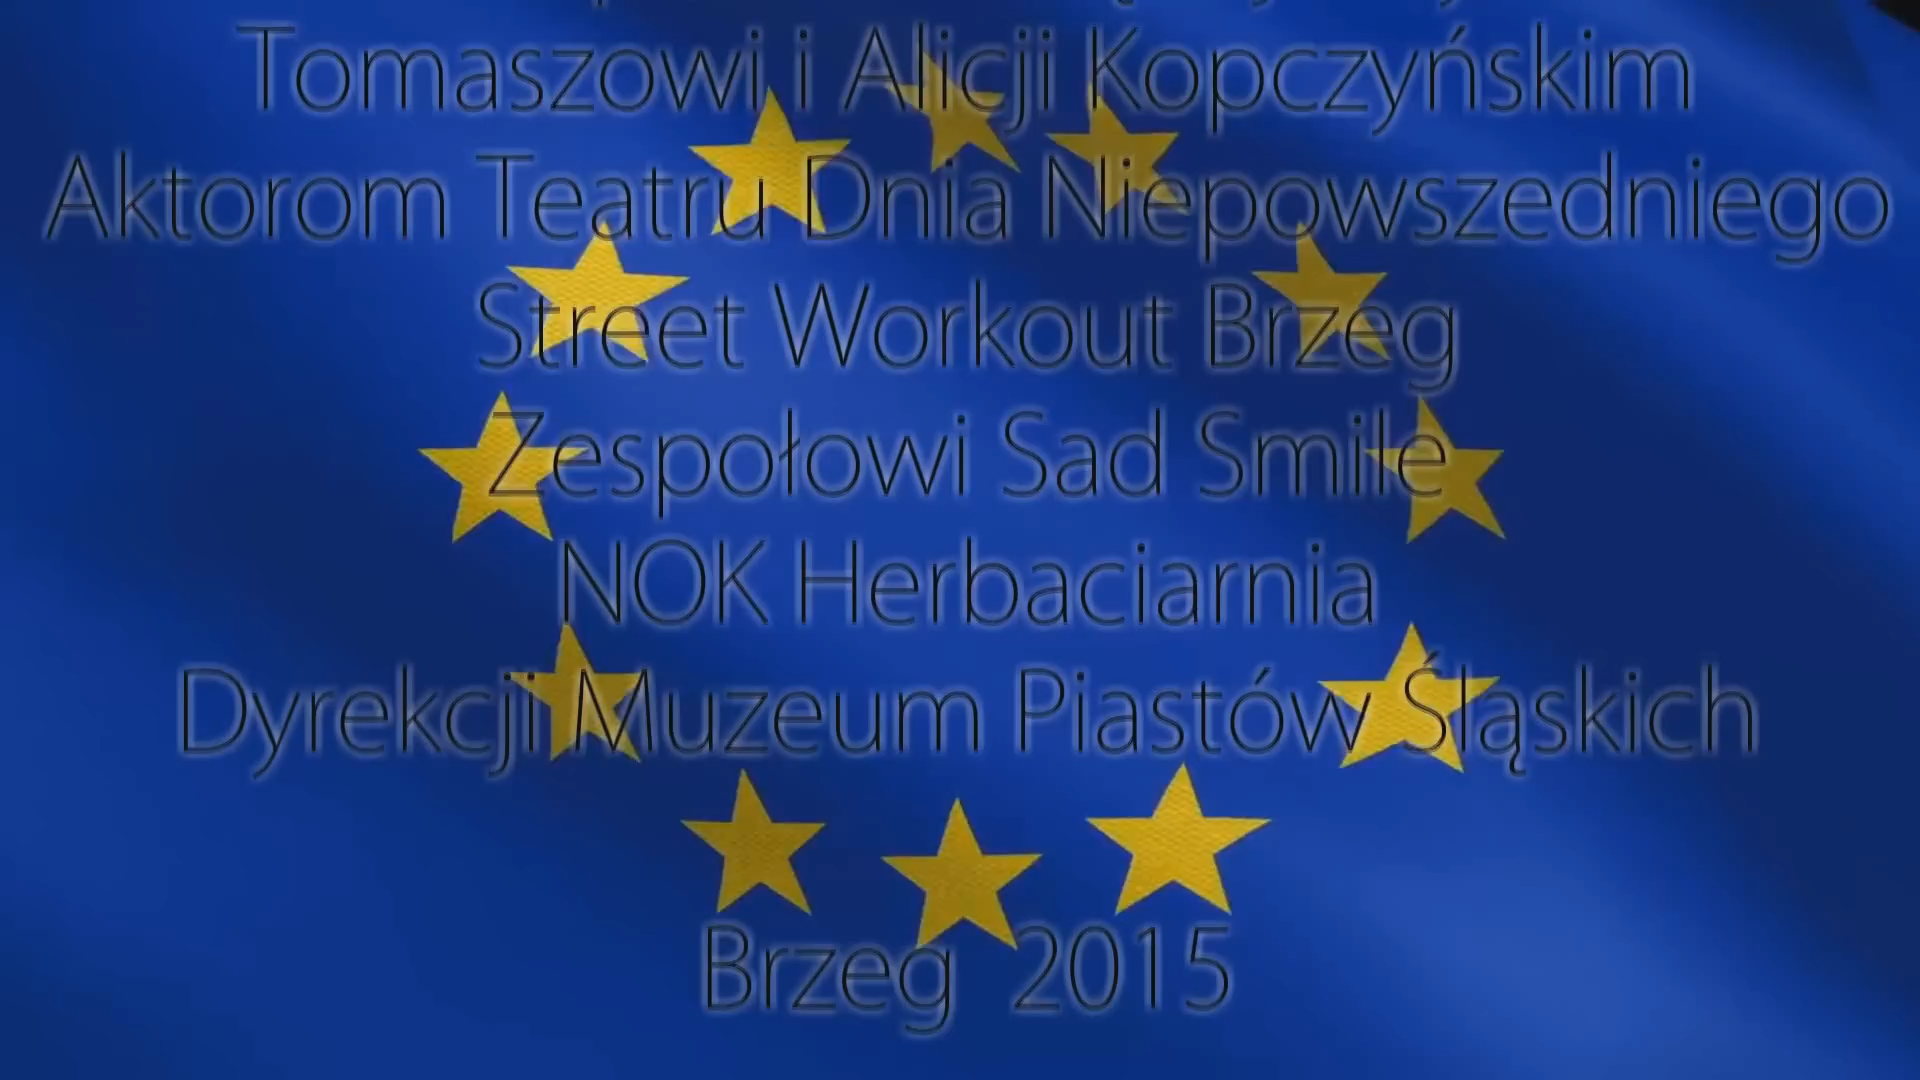 Tomaszowi i Alicji Kopczyńskim
Aktorom Teatru Dnia Niepowszedniego
Street Workout Brzeg
Zespołowi Sad Smile
NOK Herbaciarnia
Dyrekcji Muzeum Piastów Śląskich
Brzeg 2015